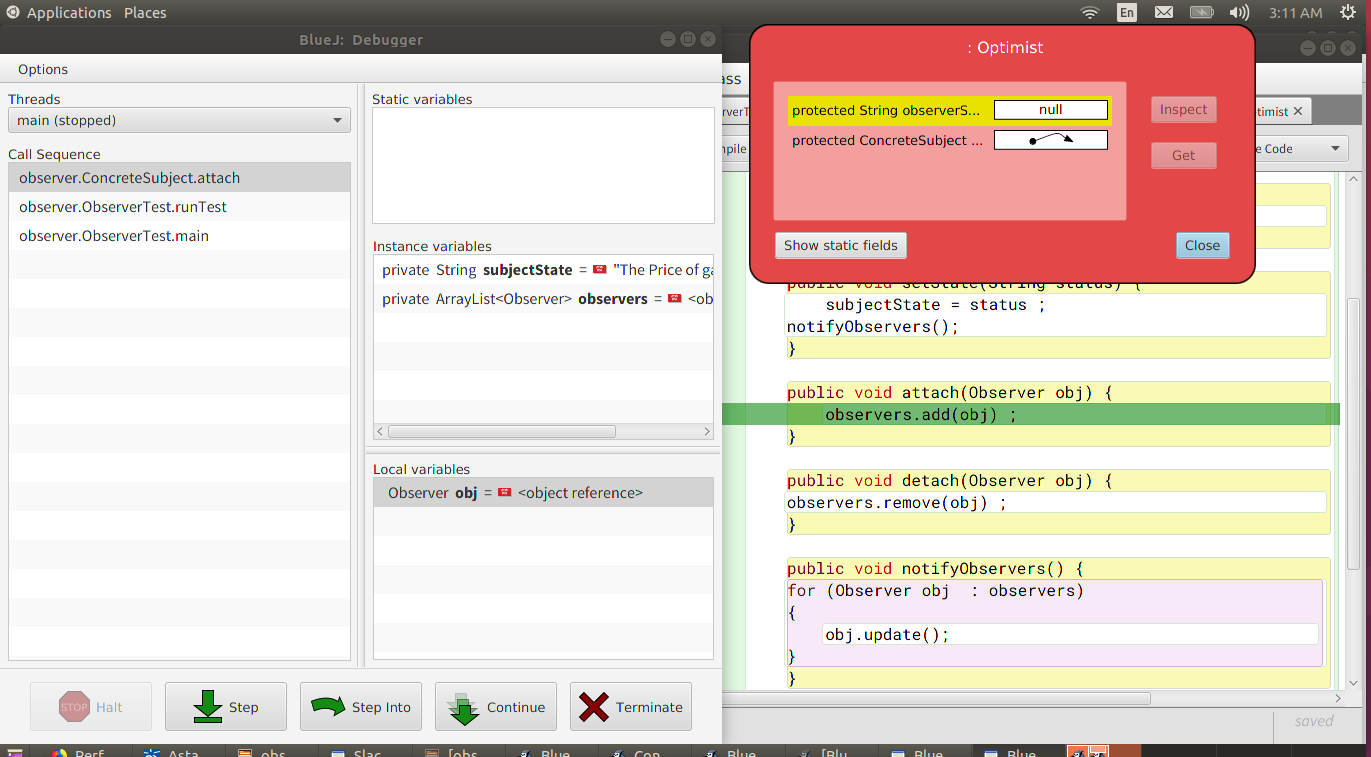 Applications Places
En
3:11 AM
BlueJ: Debugger
Options
Threads
main (stopped)
Call Sequence
observer.ConcreteSubject.attach
observer.ObserverTest.runTest
observer.ObserverTest.main
Static variables
Instance variables
private String subjectState = "The Price of ga
private ArrayList<Observer> observers = <ob
Local variables
Observer obj = <object reference>
STOP Halt
Step
Step Into
Continue
Terminate
: Optimist
protected String observerS... null
protected ConcreteSubject ...
Inspect
Get
Show static fields
Close
ass
rverT
timist
npile
e Code
public void setState(String status) {
subjectState = status ;
notifyObservers();
}
public void attach(Observer obj) {
observers.add(obj) ;
}
public void detach(Observer obj) {
observers.remove(obj) ;
}
public void notifyObservers() {
for (Observer obj : observers)
{
obj.update();
}
}
saved
Perf
Asta
obs
Slac
[obs
Blue
Con
Blue
[Blu
Blue
Blue